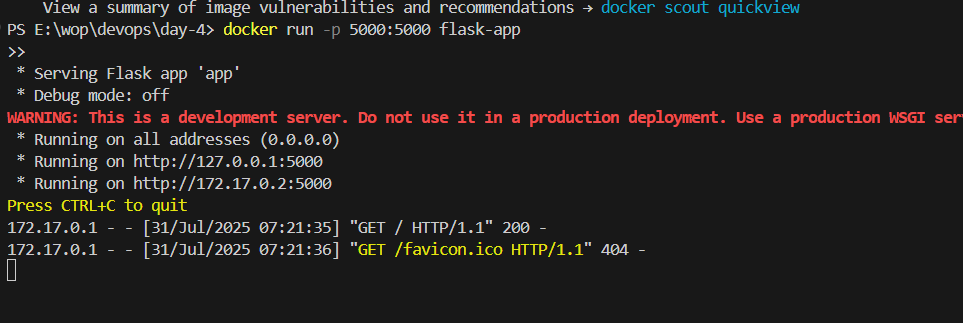 View a summary of image vulnerabilities and recommendations → docker scout quickview
PS E:\wop\devops\day-4> docker run -p 5000:5000 flask-app
>>
 * Serving Flask app 'app'
 * Debug mode: off
WARNING: This is a development server. Do not use it in a production deployment. Use a production WSGI ser
 * Running on all addresses (0.0.0.0)
 * Running on http://127.0.0.1:5000
 * Running on http://172.17.0.2:5000
Press CTRL+C to quit
172.17.0.1 - - [31/Jul/2025 07:21:35] "GET / HTTP/1.1" 200 -
172.17.0.1 - - [31/Jul/2025 07:21:36] "GET /favicon.ico HTTP/1.1" 404 -